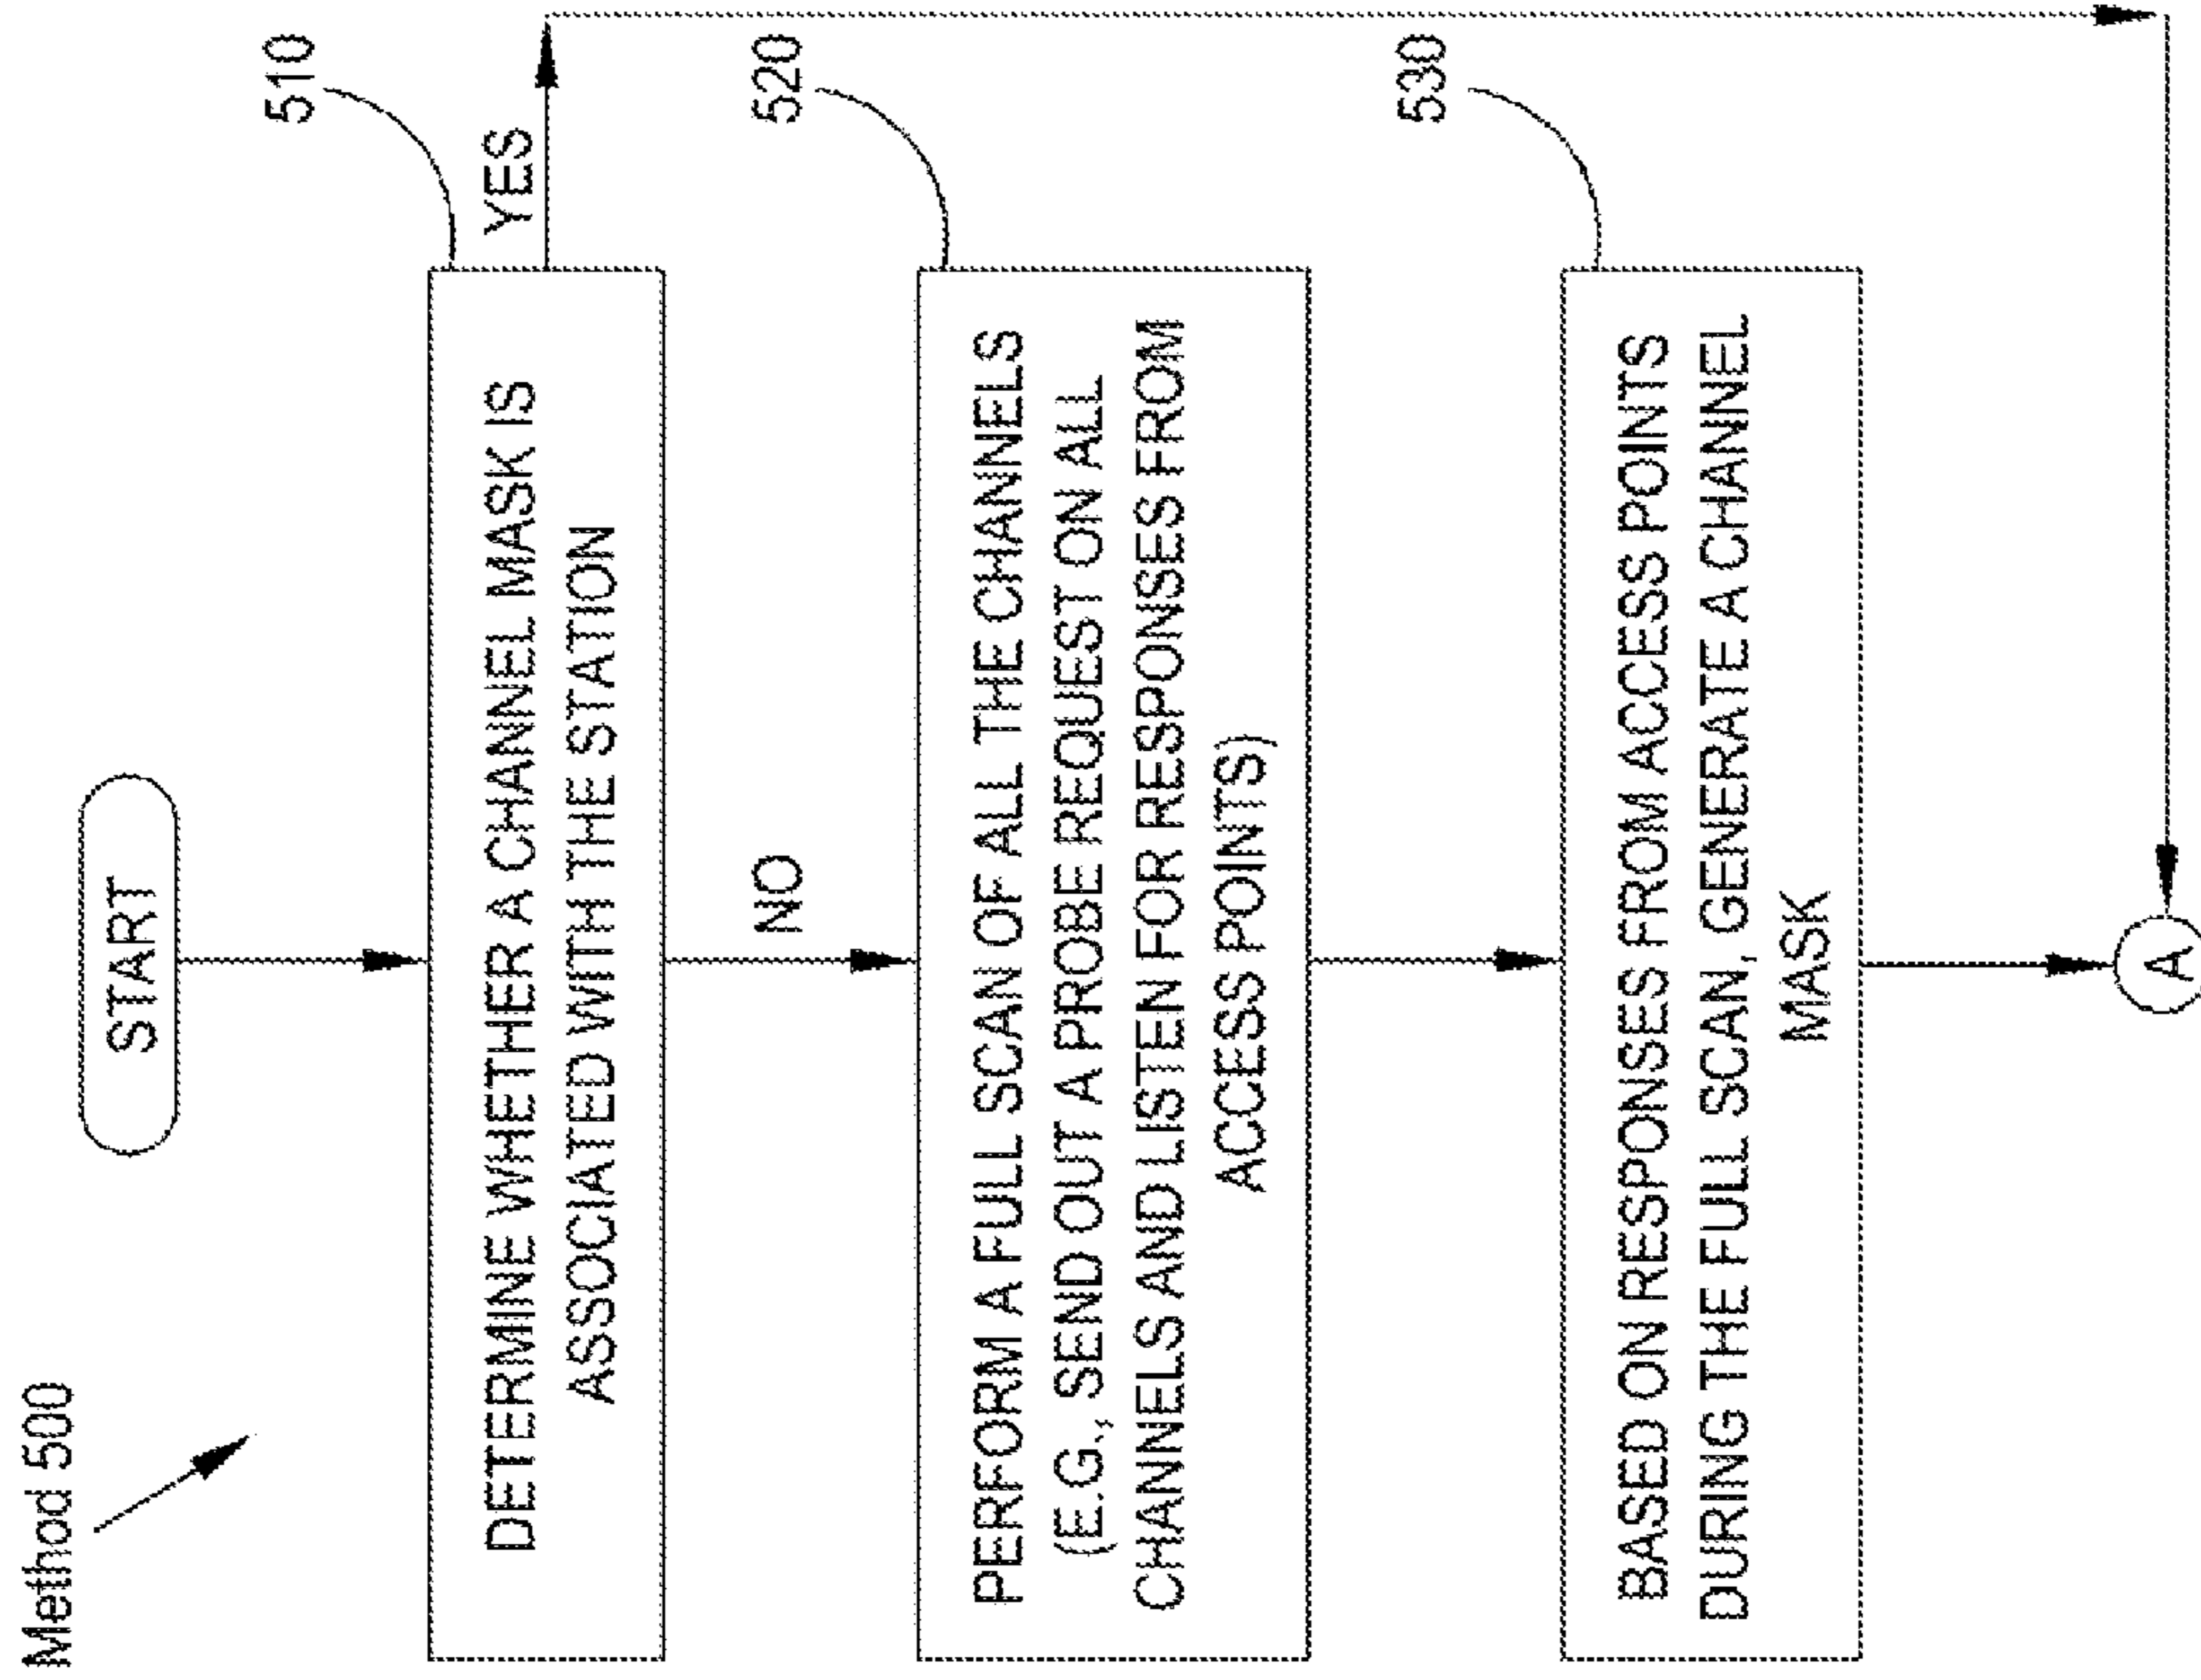 Method 500
START
510
DETERMINE WHETHER A CHANNEL MASK IS
ASSOCIATED WITH THE STATION
YES
NO
520
PERFORM A FULL SCAN OF ALL THE CHANNELS
(E.G., SEND OUT A PROBE REQUEST ON ALL
CHANNELS AND LISTEN FOR RESPONSES FROM
ACCESS POINTS)
530
BASED ON RESPONSES FROM ACCESS POINTS
DURING THE FULL SCAN, GENERATE A CHANNEL
MASK
A